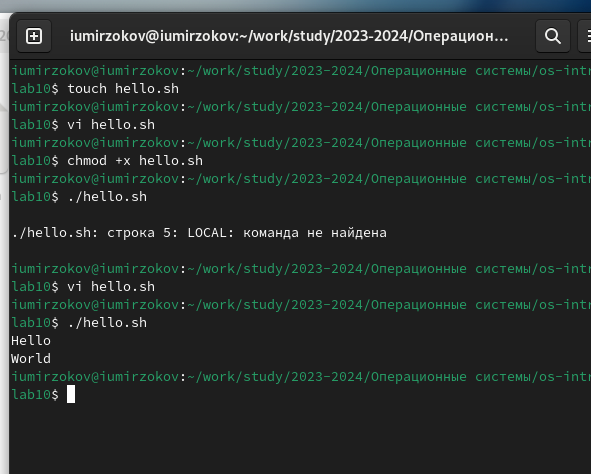 iumirzokov@iumirzokov:~/work/study/2023-2024/Операцион...
iumirzokov@iumirzokov:~/work/study/2023-2024/Операционные системы/os-intr
lab10$ touch hello.sh
iumirzokov@iumirzokov:~/work/study/2023-2024/Операционные системы/os-intr
lab10$ vi hello.sh
iumirzokov@iumirzokov:~/work/study/2023-2024/Операционные системы/os-intr
lab10$ chmod +x hello.sh
iumirzokov@iumirzokov:~/work/study/2023-2024/Операционные системы/os-intr
lab10$ ./hello.sh
./hello.sh: строка 5: LOCAL: команда не найдена
iumirzokov@iumirzokov:~/work/study/2023-2024/Операционные системы/os-intr
lab10$ vi hello.sh
iumirzokov@iumirzokov:~/work/study/2023-2024/Операционные системы/os-intr
lab10$ ./hello.sh
Hello
World
iumirzokov@iumirzokov:~/work/study/2023-2024/Операционные системы/os-intr
lab10$